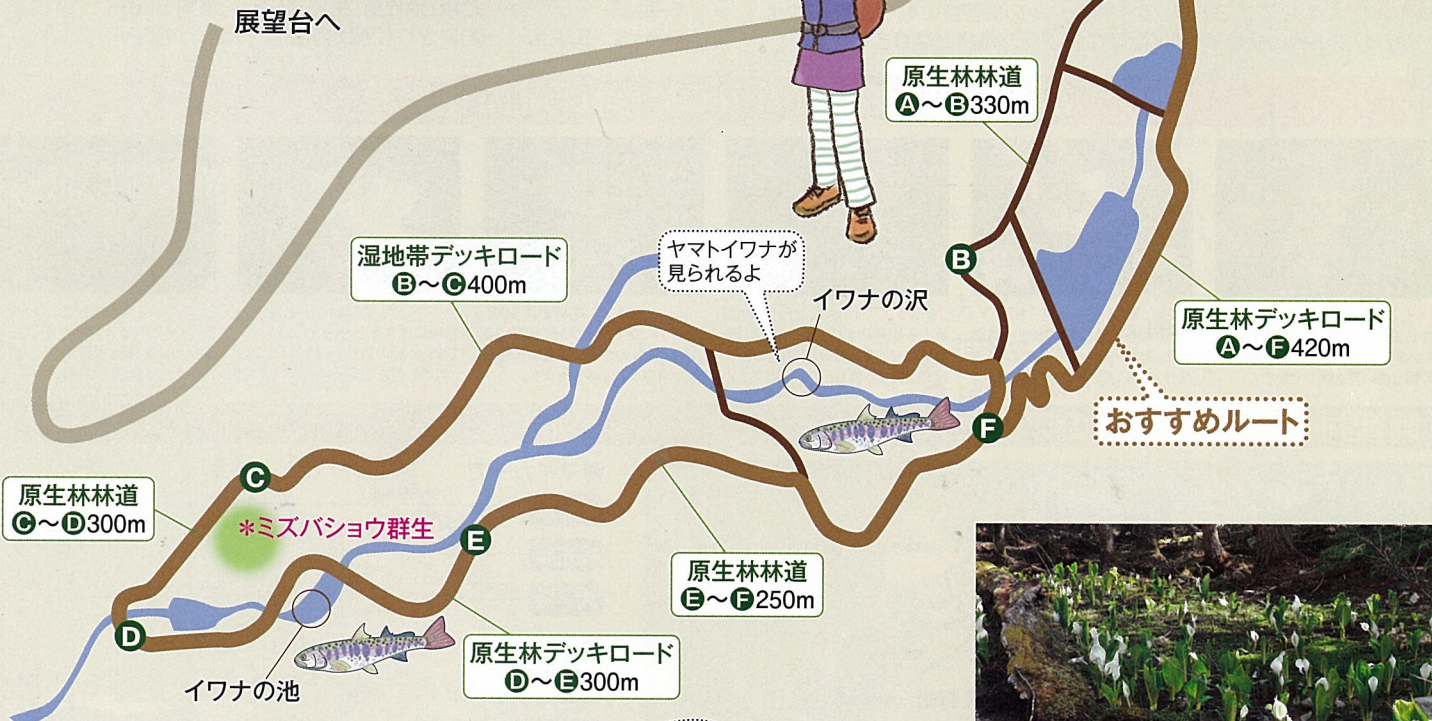 展望台へ
原生林林道
A～B330m
湿地帯デッキロード
B～C400m
ヤマトイワナが
見られるよ
イワナの沢
B
原生林デッキロード
A～F420m
おすすめルート
F
C
原生林林道
C～D300m
*ミズバショウ群生
E
原生林林道
E～F250m
D
イワナの池
原生林デッキロード
D～E300m